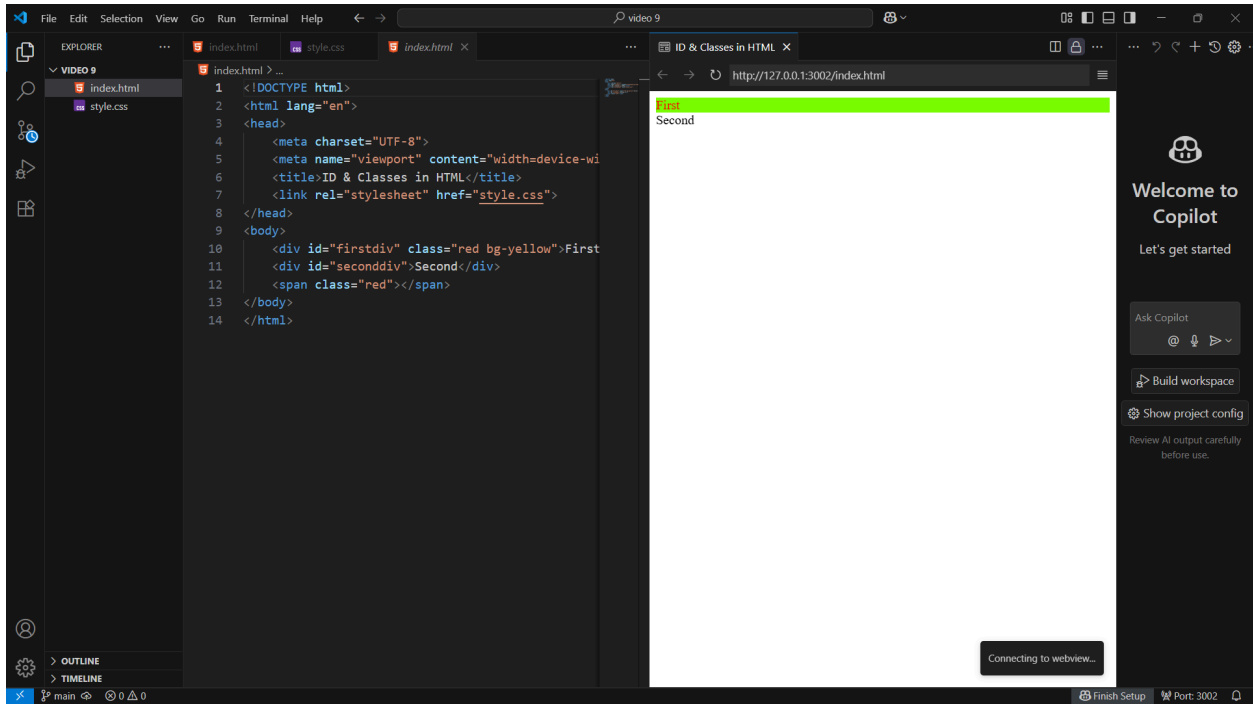 File Edit Selection View Go Run Terminal Help
video 9
EXPLORER
VIDEO 9
index.html
style.css
OUTLINE
TIMELINE
index.html
style.css
index.html
index.html > ...
1 <!DOCTYPE html>
2 <html lang="en">
3 <head>
4 <meta charset="UTF-8">
5 <meta name="viewport" content="width=device-wi
6 <title>ID & Classes in HTML</title>
7 <link rel="stylesheet" href="style.css">
8 </head>
9 <body>
10 <div id="firstdiv" class="red bg-yellow">First
11 <div id="seconddiv">Second</div>
12 <span class="red"></span>
13 </body>
14 </html>
ID & Classes in HTML
http://127.0.0.1:3002/index.html
First
Second
Connecting to webview...
Welcome to
Copilot
Let's get started
Ask Copilot
@
Build workspace
Show project config
Review AI output carefully
before use.
main
0 0
Finish Setup
Port: 3002